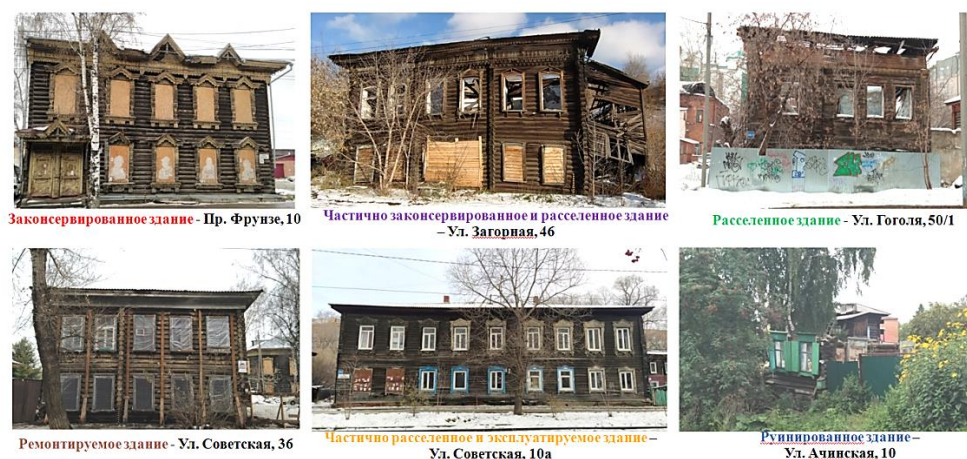 Законсервированное здание - Пр. Фрунзе, 10
Частично законсервированное и расселенное здание
– Ул. Загорная, 46
Расселенное здание - Ул. Гоголя, 50/1
Ремонтируемое здание - Ул. Советская, 36
Частично расселенное и эксплуатируемое здание –
Ул. Советская, 10а
Руинированное здание –
Ул. Ачинская, 10